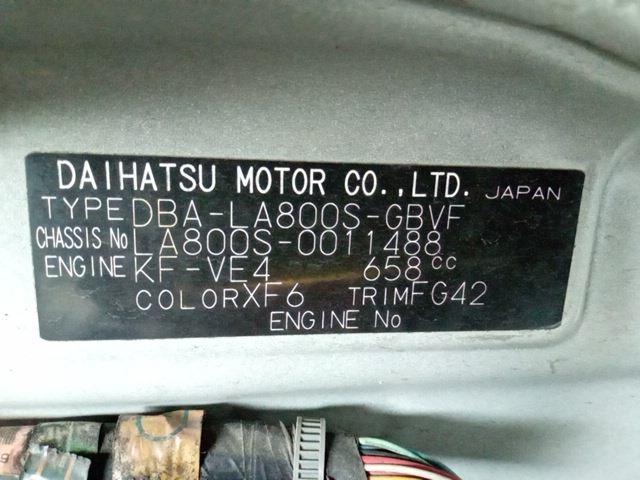 DAIHATSU MOTOR CO.,LTD. JAPAN
TYPE DBA-LA800S-GBVF
CHASSIS No LA800S-0011488
ENGINE KF-VE4 658cc
COLOR XF6 TRIM FG42
ENGINE No